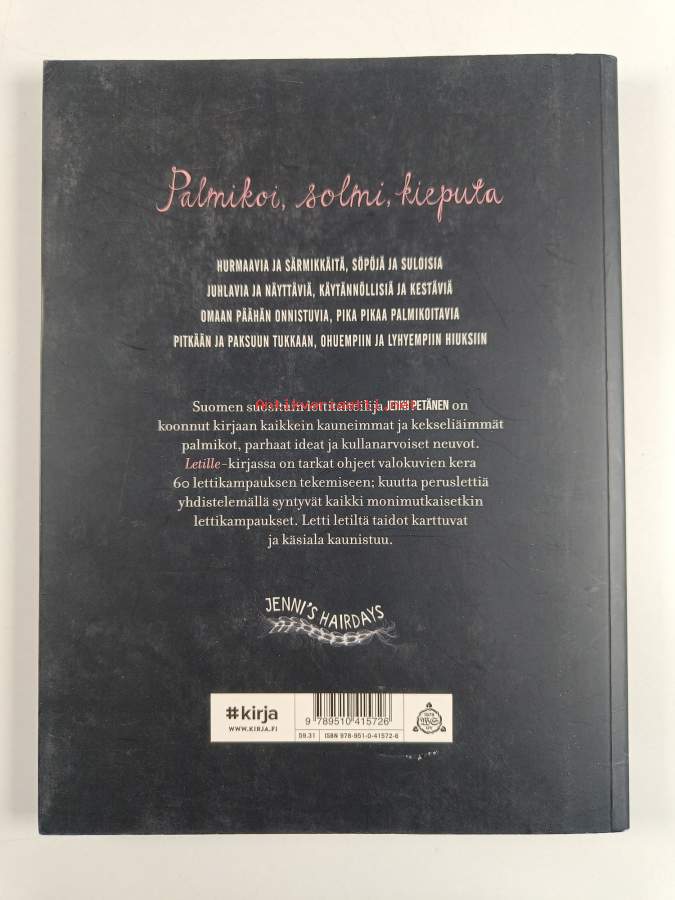 Palmikoi, solmi, kieputa
HURMAAVIA JA SÄRMIKKÄITÄ, SÖPÖJÄ JA SULOISIA
JUHLAVIA JA NÄYTTÄVIÄ, KÄYTÄNNÖLLISIÄ JA KESTÄVIÄ
OMAAN PÄÄHÄN ONNISTUVIA, PIKA PIKAA PALMIKOITAVIA
PITKÄÄN JA PAKSUUN TUKKAAN, OHUEMPIIN JA LYHYEMPIIN HIUKSIIN
Suomen suosituin lettitaiteilija JENNI PETÄNEN on
koonnut kirjaan kaikkein kauneimmat ja kekseliäimmät
palmikot, parhaat ideat ja kullanarvoiset neuvot.
Letille-kirjassa on tarkat ohjeet valokuvien kera
60 lettikampauksen tekemiseen; kuutta peruslettiä
yhdistelemällä syntyvät kaikki monimutkaisetkin
lettikampaukset. Letti letiltä taidot karttuvat
ja käsiala kaunistuu.
JENNI'S HAIRDAYS
#kirja
WWW.KIRJA.FI
9 789510 415726
59.31 ISBN 978-951-0-41572-6